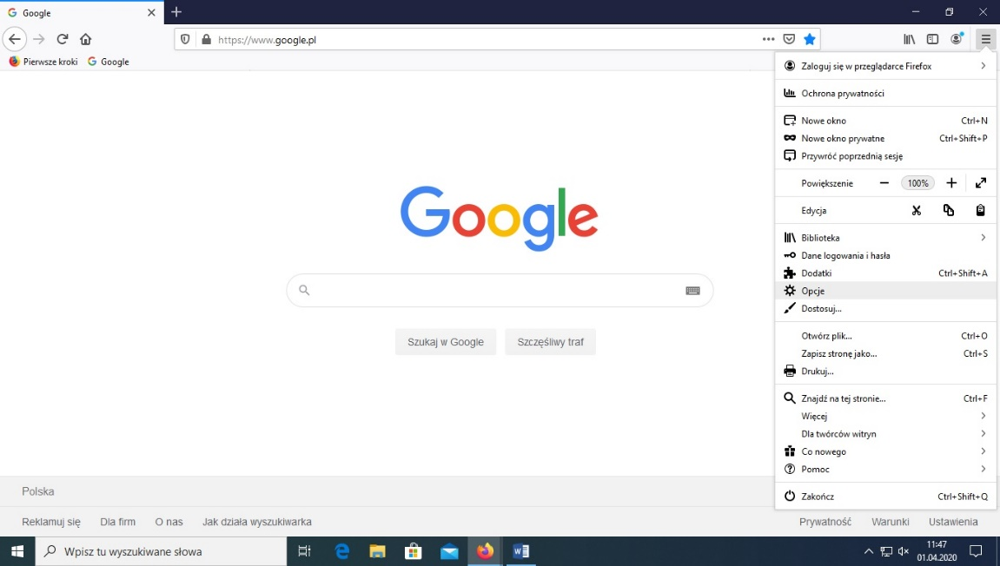 Google
https://www.google.pl
Pierwsze kroki Google
Zaloguj się w przeglądarce Firefox
Ochrona prywatności
Nowe okno Ctrl+N
Nowe okno prywatne Ctrl+Shift+P
Przywróć poprzednią sesję
Powiększenie 100%
Edycja
Biblioteka
Dane logowania i hasła
Dodatki Ctrl+Shift+A
Opcje
Dostosuj...
Otwórz plik... Ctrl+O
Zapisz stronę jako... Ctrl+S
Drukuj...
Znajdź na tej stronie... Ctrl+F
Więcej
Dla twórców witryn
Co nowego
Pomoc
Zakończ Ctrl+Shift+Q
Google
Szukaj w Google Szczęśliwy traf
Polska
Reklamuj się Dla firm O nas Jak działa wyszukiwarka Prywatność Warunki Ustawienia
Wpisz tu wyszukiwane słowa
11:47
01.04.2020